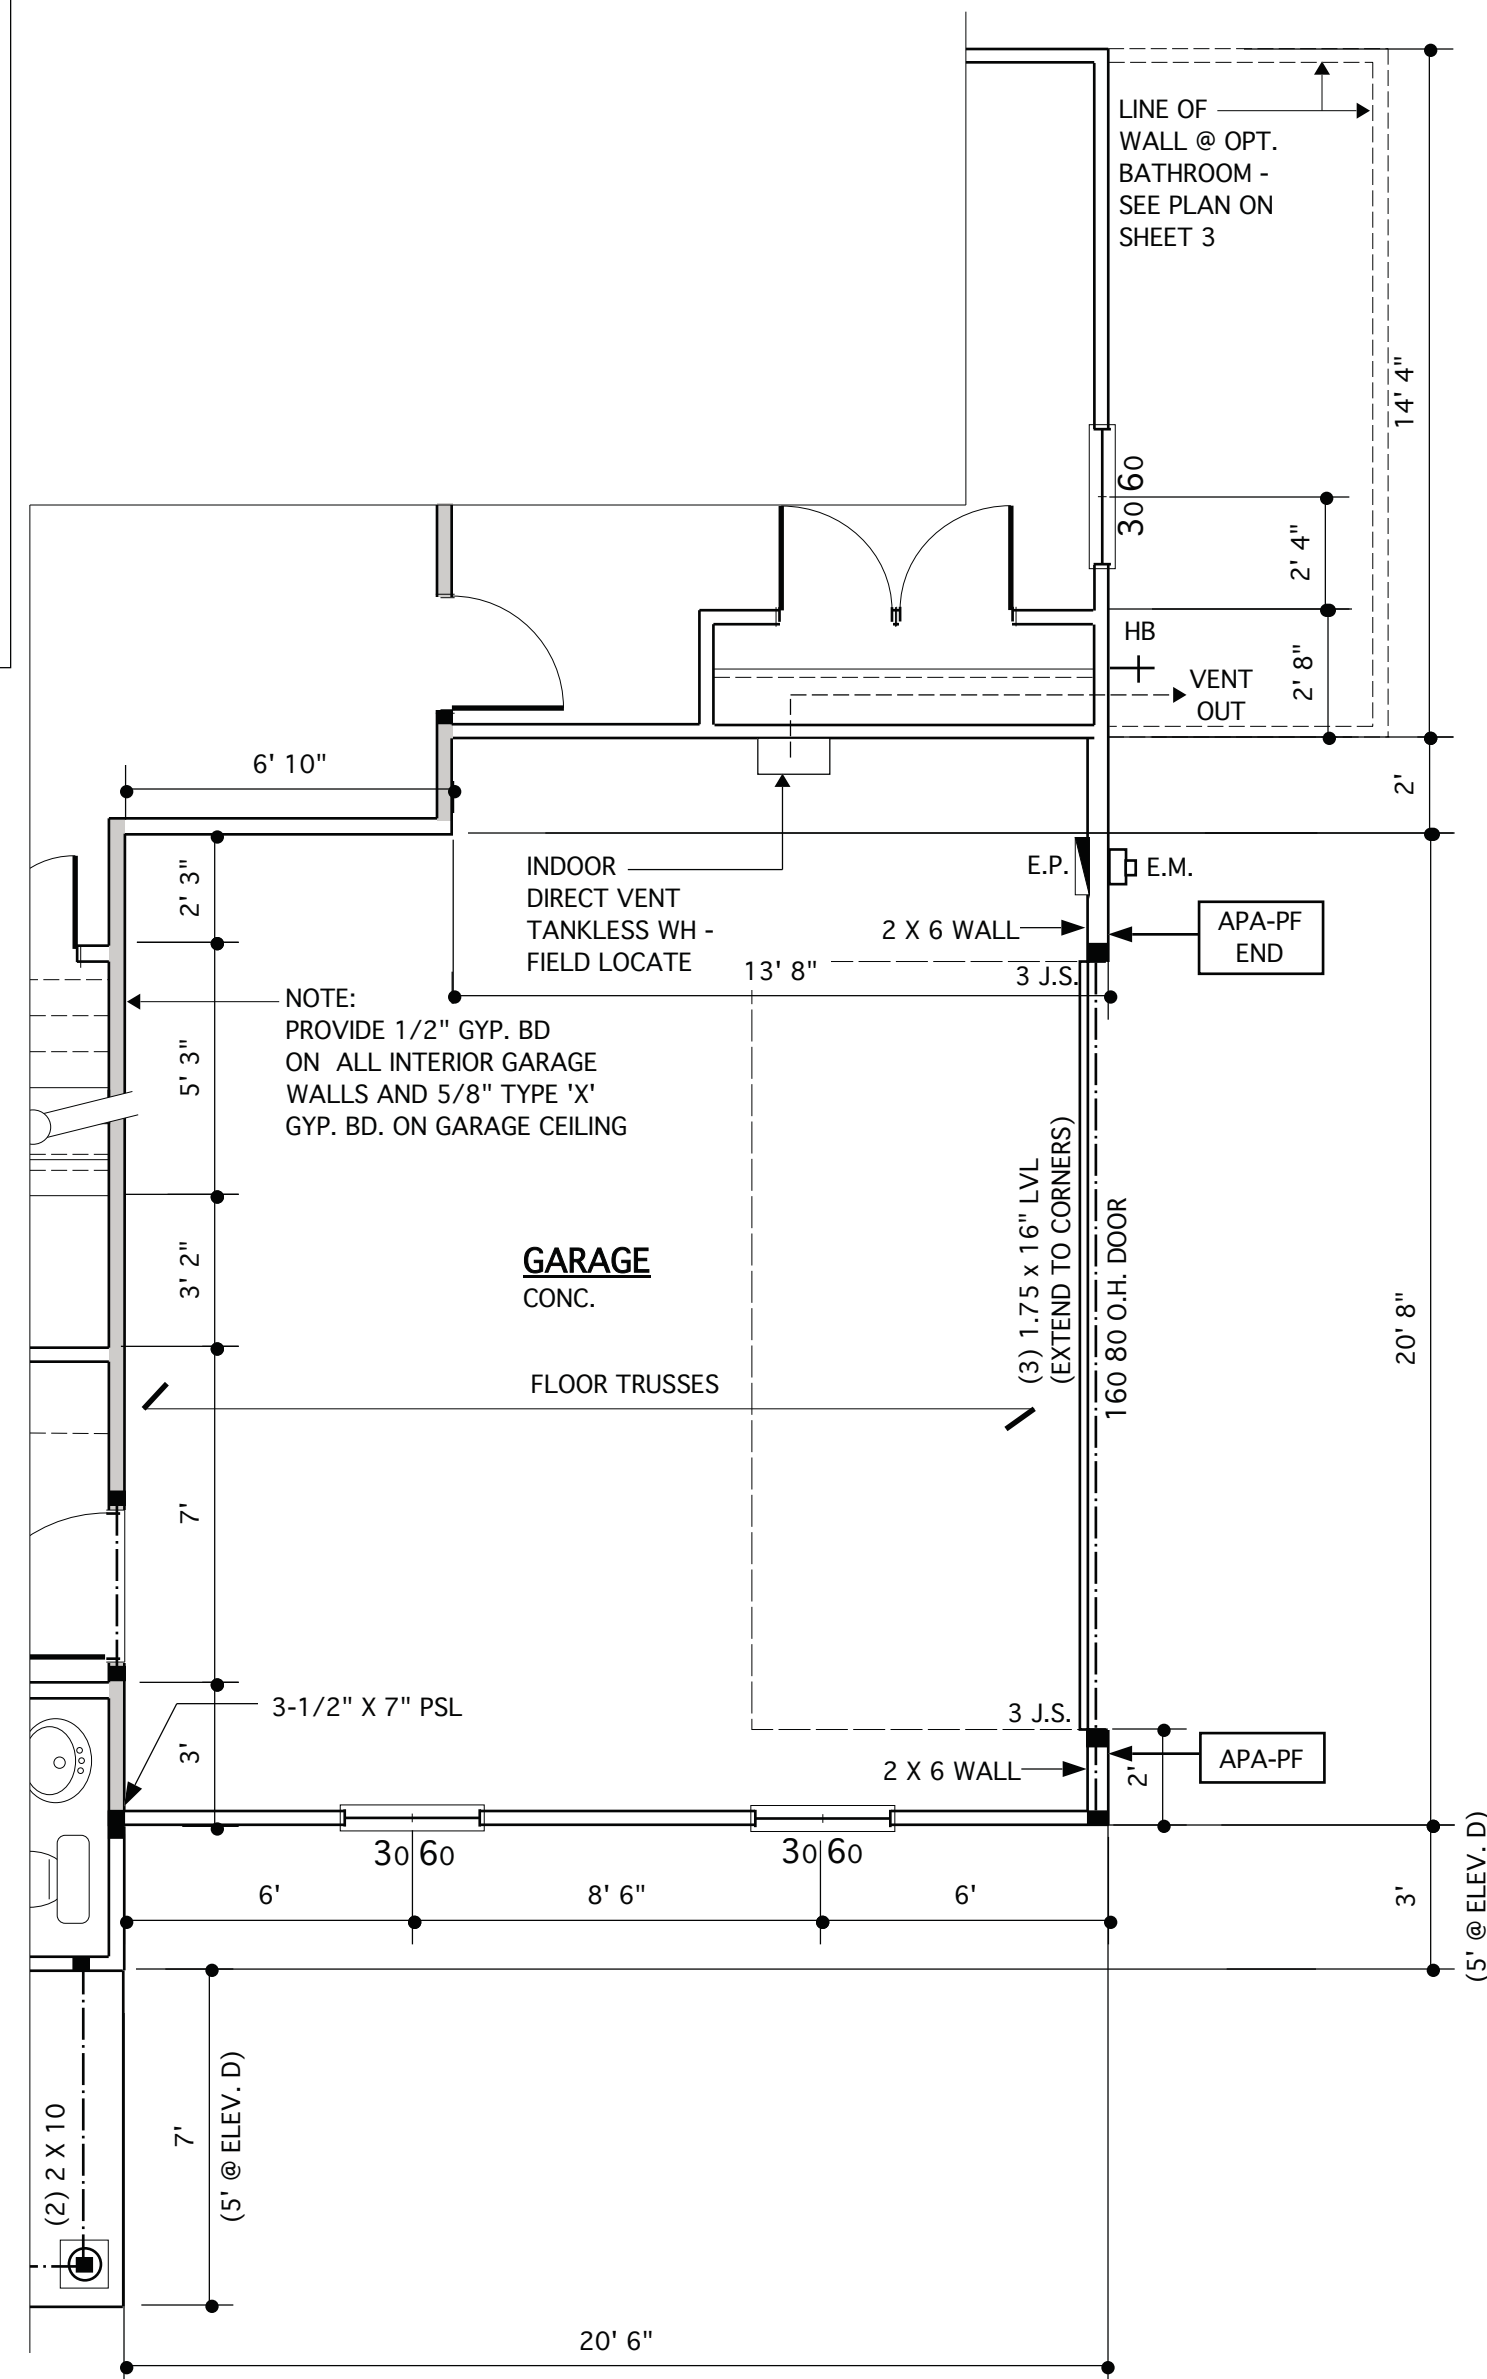 LINE OF
WALL @ OPT.
BATHROOM -
SEE PLAN ON
SHEET 3
14' 4"
30 60
2' 4"
HB
2' 8"
VENT
OUT
6' 10"
2'
INDOOR
DIRECT VENT
TANKLESS WH -
FIELD LOCATE
E.P.
E.M.
2' 3"
2 X 6 WALL
APA-PF
END
13' 8"
3 J.S.
NOTE:
PROVIDE 1/2" GYP. BD
ON ALL INTERIOR GARAGE
WALLS AND 5/8" TYPE 'X'
GYP. BD. ON GARAGE CEILING
5' 3"
(3) 1.75 x 16" LVL
(EXTEND TO CORNERS)
160 80 O.H. DOOR
3' 2"
GARAGE
CONC.
20' 8"
FLOOR TRUSSES
7'
3-1/2" X 7" PSL
3 J.S.
3'
2 X 6 WALL
2'
APA-PF
30 60
30 60
6'
8' 6"
6'
3'
(5' @ ELEV. D)
(2) 2 X 10
7'
(5' @ ELEV. D)
20' 6"